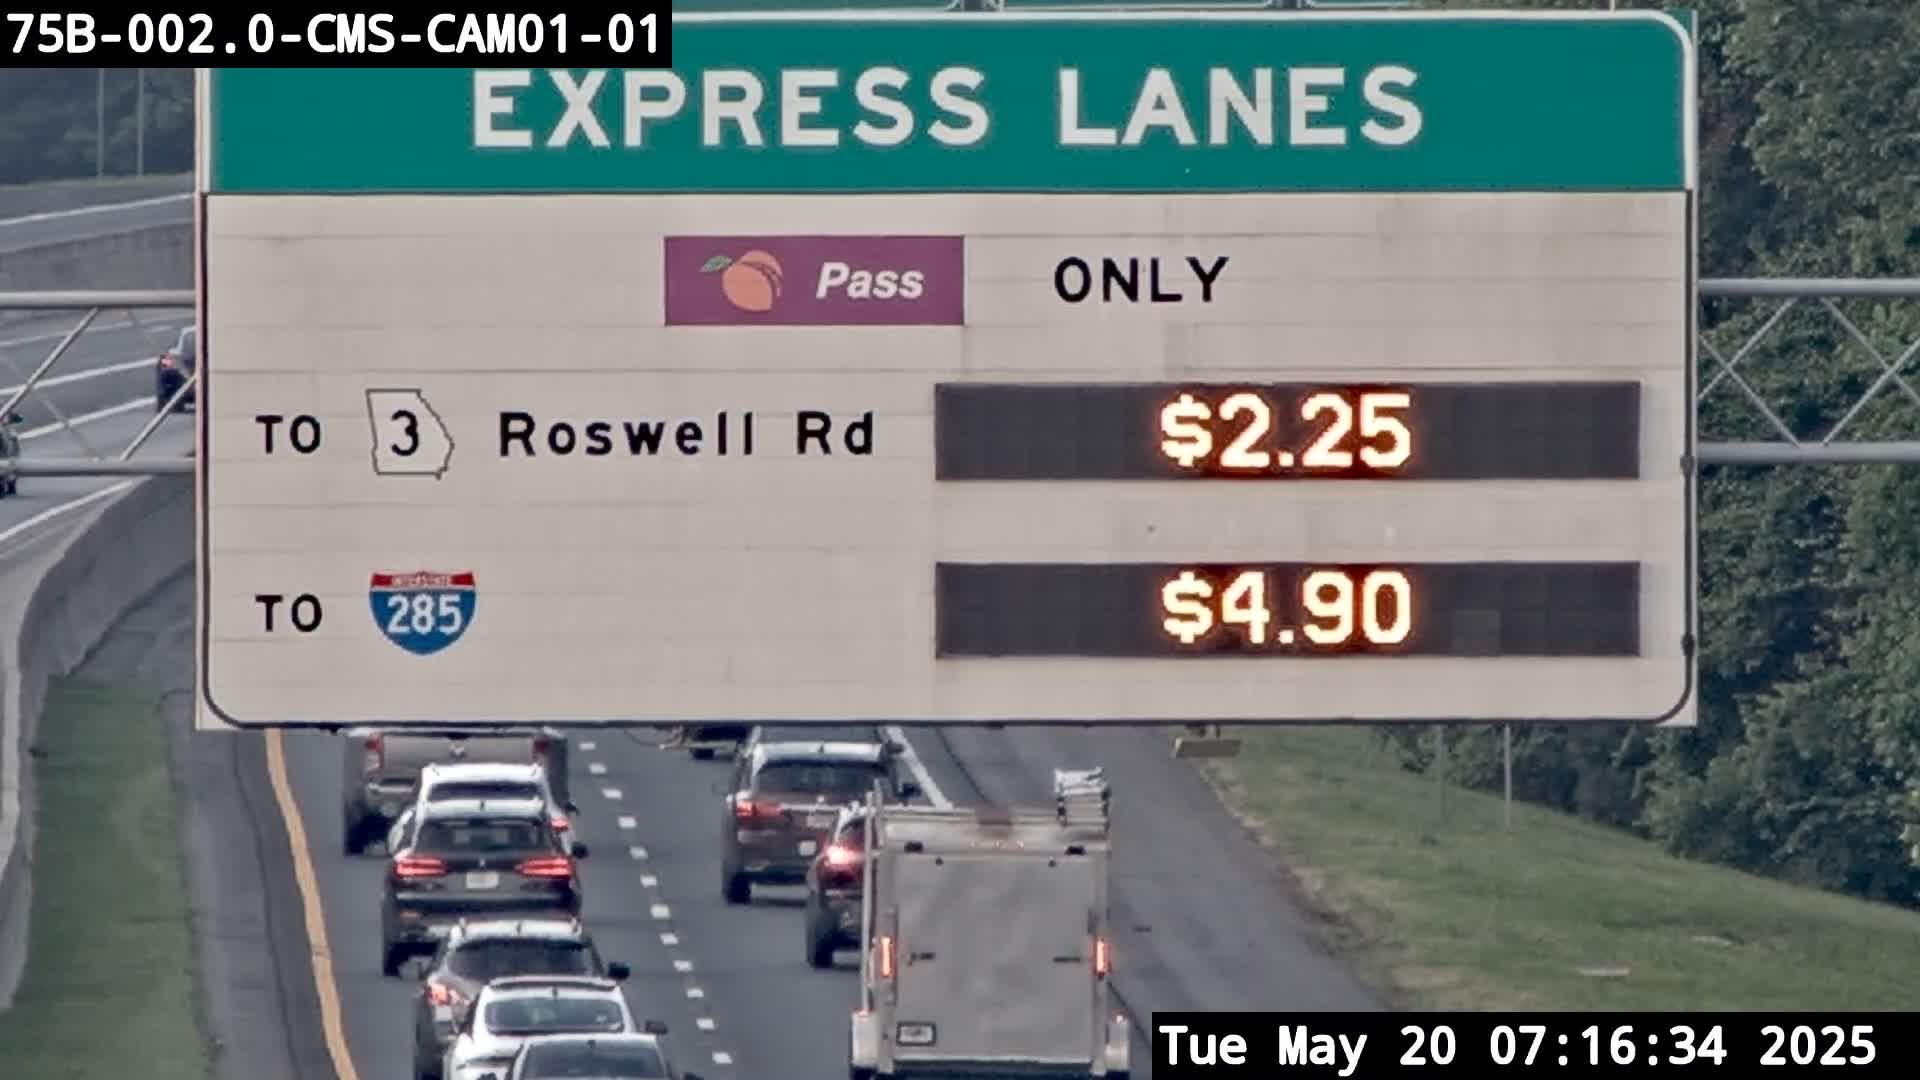 75B-002.0-CMS-CAM01-01
EXPRESS LANES
Pass ONLY
TO 3 Roswell Rd $2.25
INTERSTATE
TO 285 $4.90
Tue May 20 07:16:34 2025